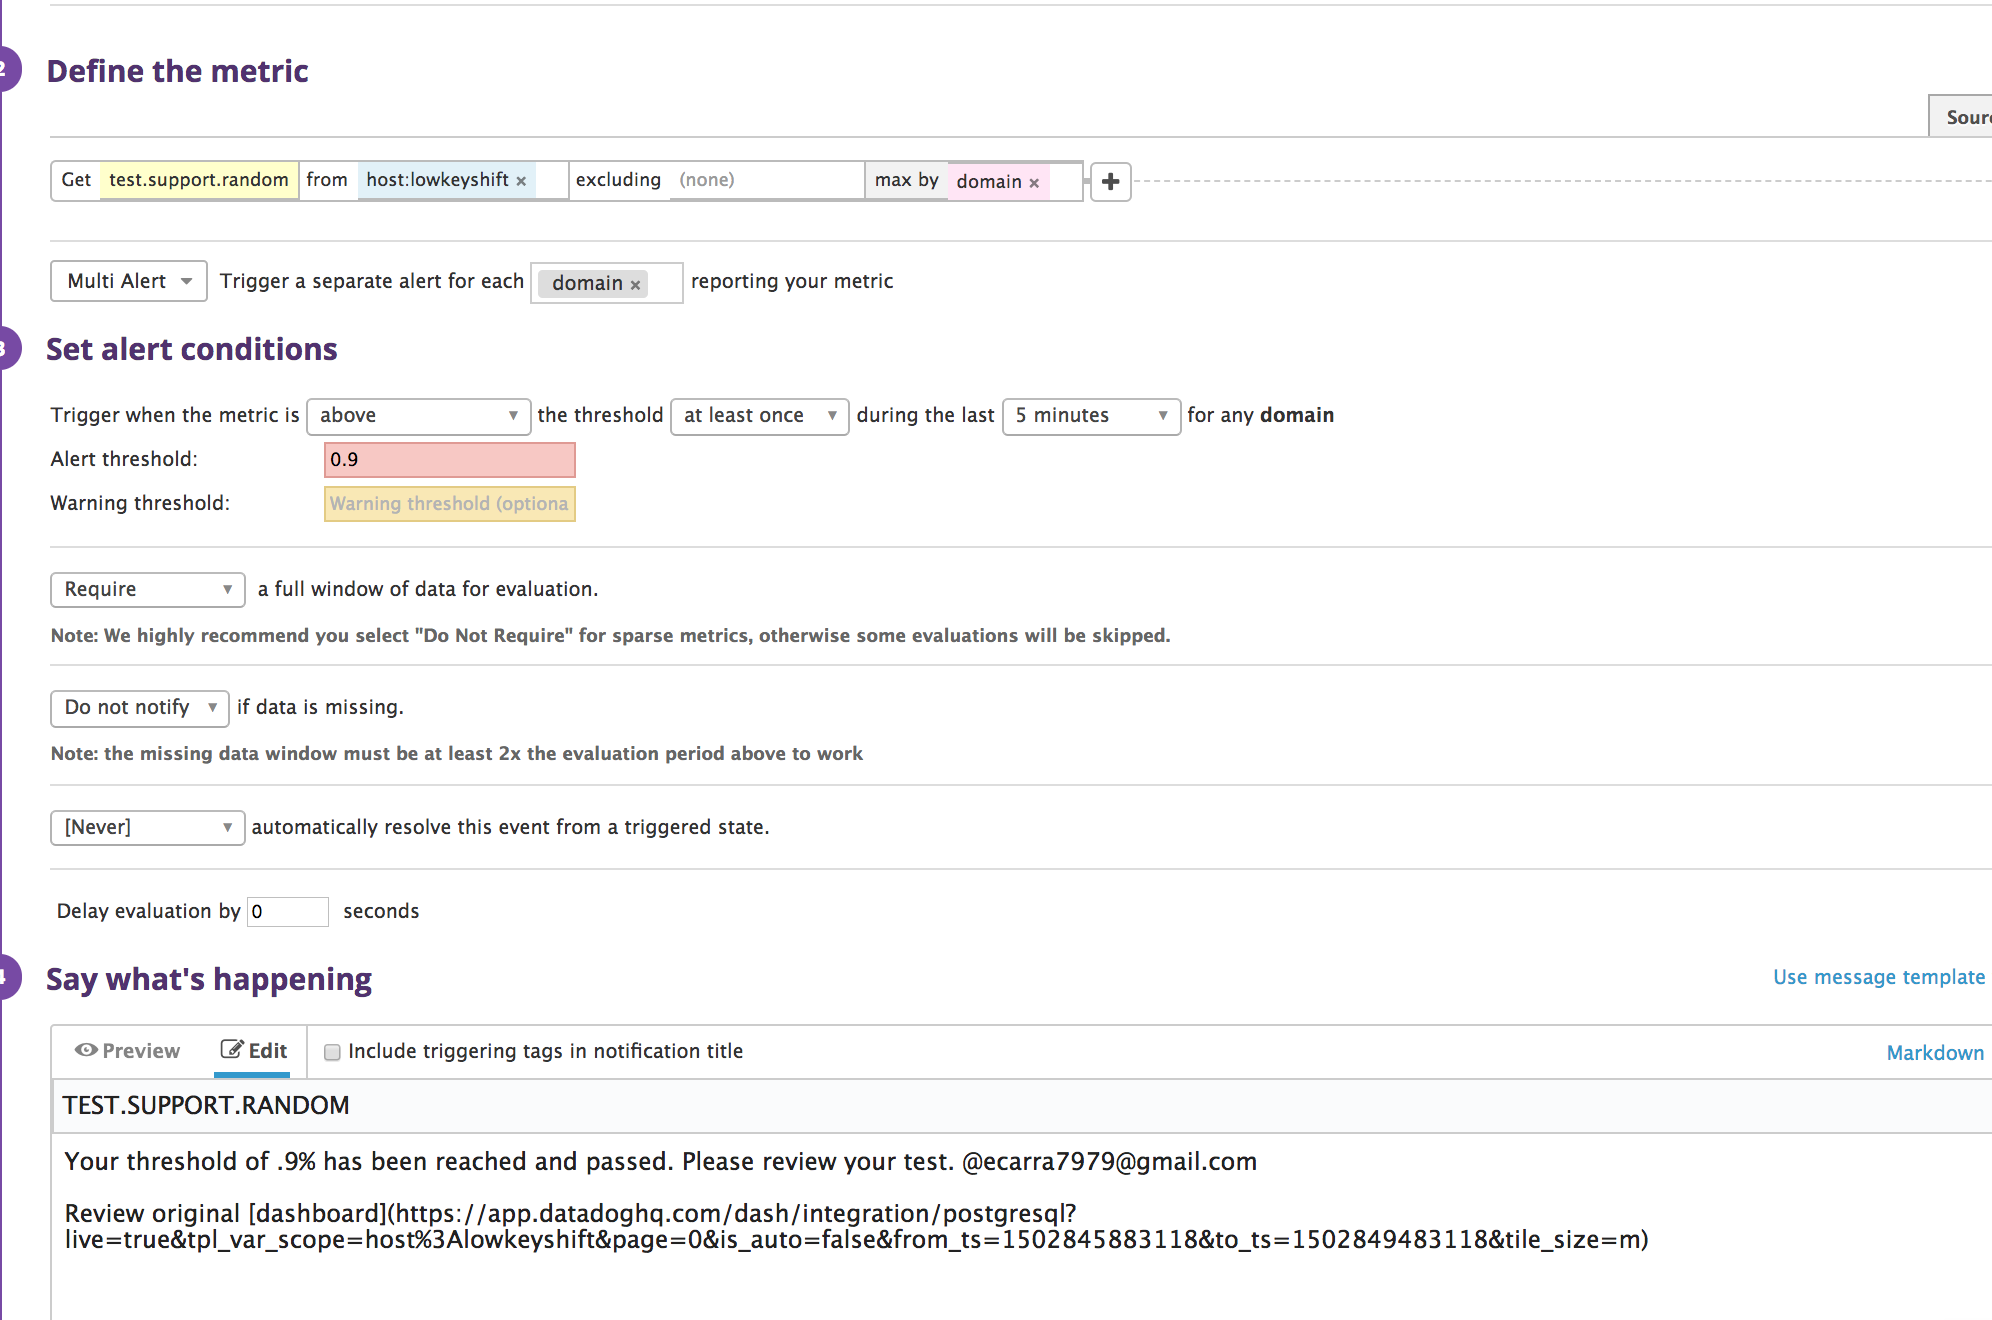 2 Define the metric
Sour
Get test.support.random from host:lowkeyshift × excluding (none) max by domain × +
Multi Alert Trigger a separate alert for each domain × reporting your metric
3 Set alert conditions
Trigger when the metric is above the threshold at least once during the last 5 minutes for any domain
Alert threshold: 0.9
Warning threshold: Warning threshold (optiona
Require a full window of data for evaluation.
Note: We highly recommend you select "Do Not Require" for sparse metrics, otherwise some evaluations will be skipped.
Do not notify if data is missing.
Note: the missing data window must be at least 2x the evaluation period above to work
[Never] automatically resolve this event from a triggered state.
Delay evaluation by 0 seconds
4 Say what's happening Use message template
Preview Edit Include triggering tags in notification title Markdown
TEST.SUPPORT.RANDOM
Your threshold of .9% has been reached and passed. Please review your test. @ecarra7979@gmail.com
Review original [dashboard](https://app.datadoghq.com/dash/integration/postgresql?
live=true&tpl_var_scope=host%3Alowkeyshift&page=0&is_auto=false&from_ts=1502845883118&to_ts=1502849483118&tile_size=m)